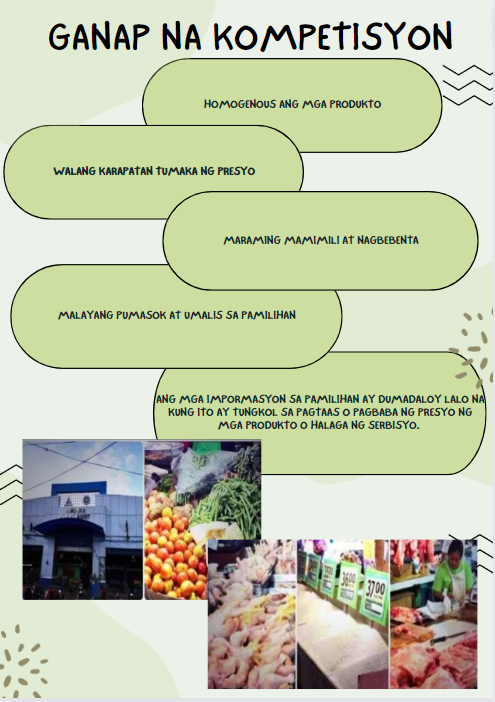 GANAP NA KOMPETISYON
HOMOGENOUS ANG MGA PRODUKTO
WALANG KARAPATAN TUMAKA NG PRESYO
MARAMING MAMIMILI AT NAGBEBENTA
MALAYANG PUMASOK AT UMALIS SA PAMILIHAN
ANG MGA IMPORMASYON SA PAMILIHAN AY DUMADALOY LALO NA
KUNG ITO AY TUNGKOL SA PAGTAAS O PAGBABA NG PRESYO NG
MGA PRODUKTO O HALAGA NG SERBISYO.
36.00
37.00